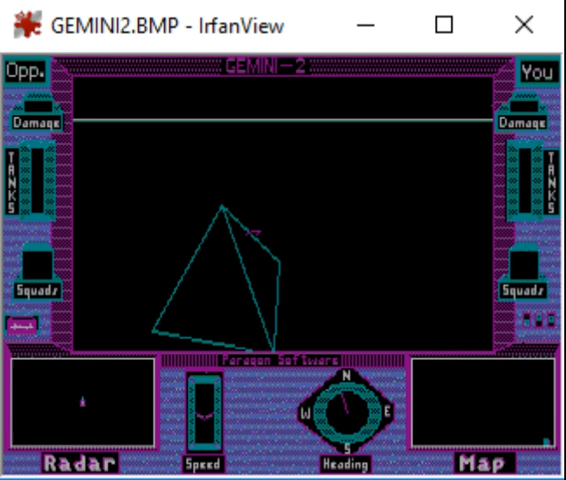 GEMINI2.BMP - IrfanView
Opp.
GEMINI-2
You
Damage
Damage
TANKS
TANKS
Squads
Squads
Paragon Software
N
W
E
S
Radar
Speed
Heading
Map